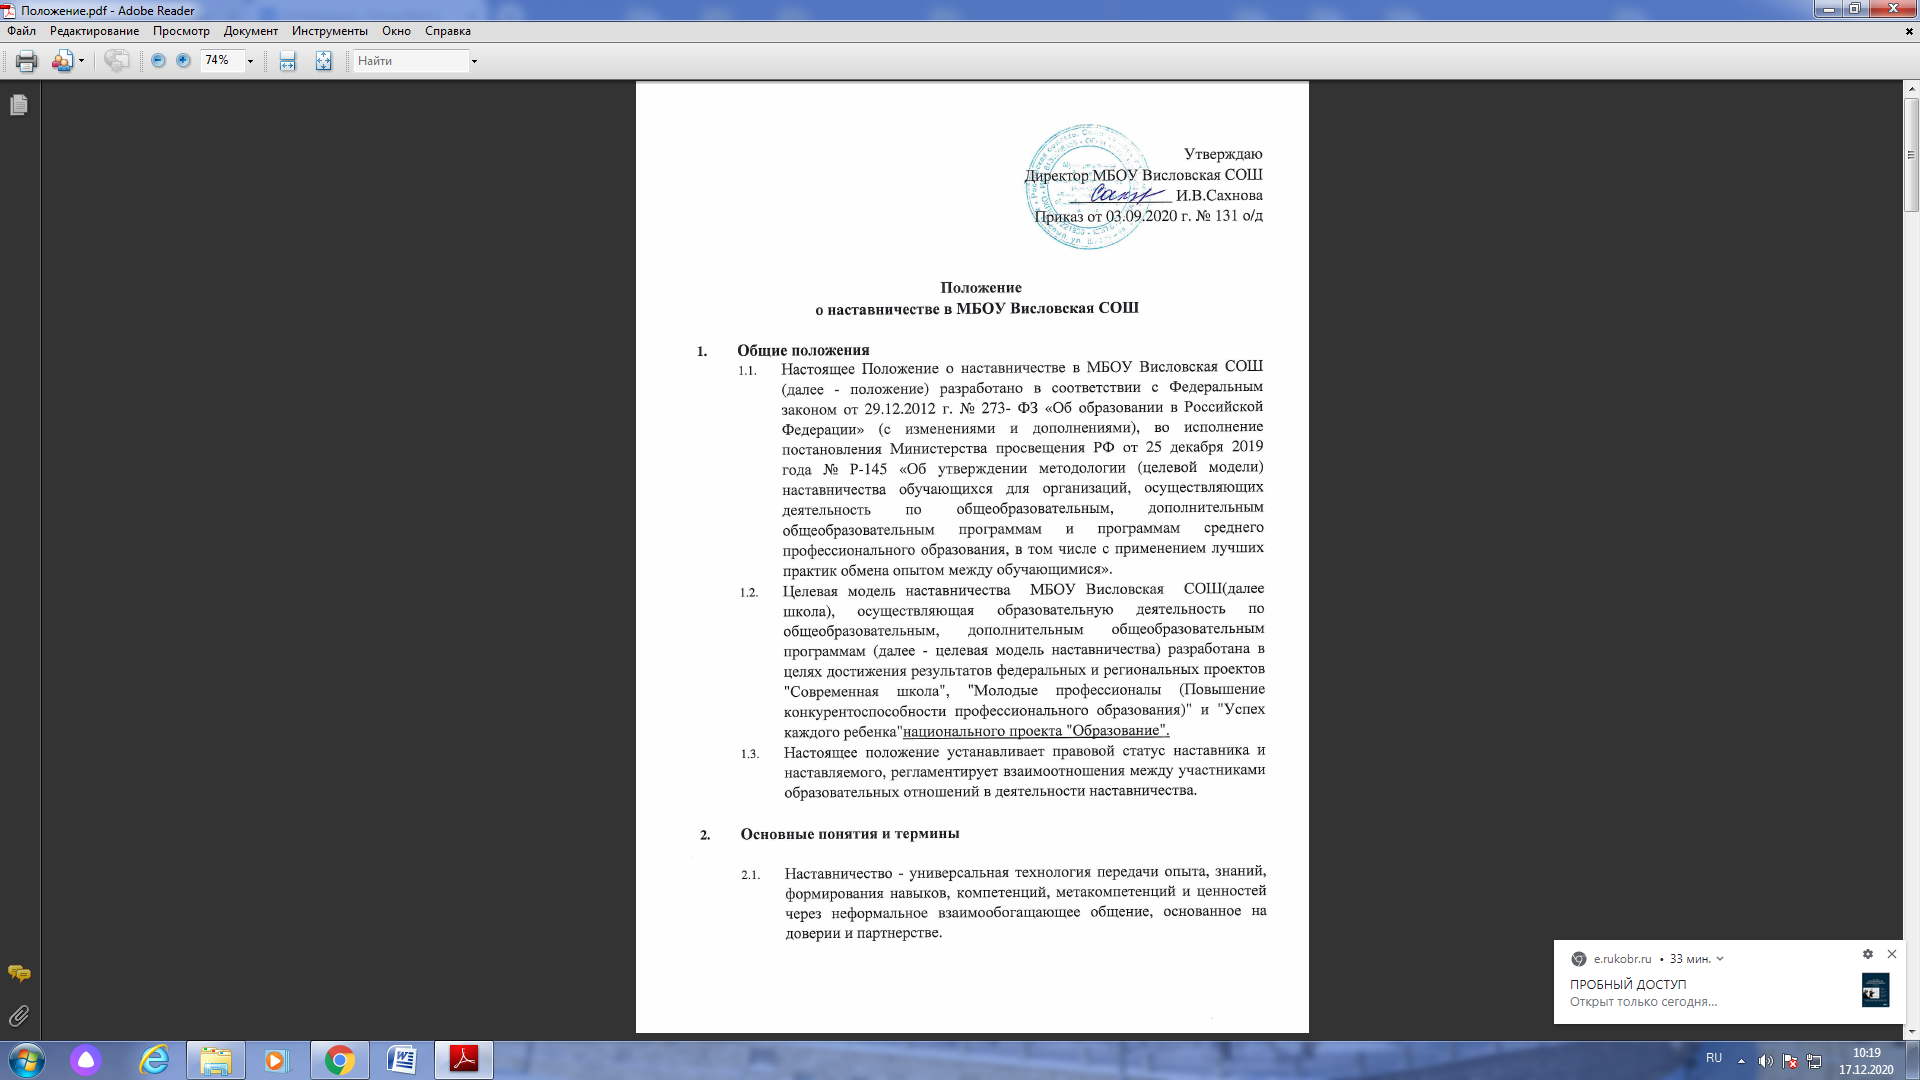 Положение.pdf - Adobe Reader
Файл Редактирование Просмотр Документ Инструменты Окно Справка
74% Найти
Утверждаю
Директор МБОУ Висловская СОШ
И.В.Сахнова
Приказ от 03.09.2020 г. № 131 о/д
Положение
о наставничестве в МБОУ Висловская СОШ
1. Общие положения
1.1. Настоящее Положение о наставничестве в МБОУ Висловская СОШ
(далее - положение) разработано в соответствии с Федеральным
законом от 29.12.2012 г. № 273- ФЗ «Об образовании в Российской
Федерации» (с изменениями и дополнениями), во исполнение
постановления Министерства просвещения РФ от 25 декабря 2019
года № Р-145 «Об утверждении методологии (целевой модели)
наставничества обучающихся для организаций, осуществляющих
деятельность по общеобразовательным, дополнительным
общеобразовательным программам и программам среднего
профессионального образования, в том числе с применением лучших
практик обмена опытом между обучающимися».
1.2. Целевая модель наставничества МБОУ Висловская СОШ(далее
школа), осуществляющая образовательную деятельность по
общеобразовательным, дополнительным общеобразовательным
программам (далее - целевая модель наставничества) разработана в
целях достижения результатов федеральных и региональных проектов
"Современная школа", "Молодые профессионалы (Повышение
конкурентоспособности профессионального образования)" и "Успех
каждого ребенка"национального проекта "Образование".
1.3. Настоящее положение устанавливает правовой статус наставника и
наставляемого, регламентирует взаимоотношения между участниками
образовательных отношений в деятельности наставничества.
2. Основные понятия и термины
2.1. Наставничество - универсальная технология передачи опыта, знаний,
формирования навыков, компетенций, метакомпетенций и ценностей
через неформальное взаимообогащающее общение, основанное на
доверии и партнерстве.
e.rukobr.ru • 33 мин.
ПРОБНЫЙ ДОСТУП
Открыт только сегодня...
RU
10:19
17.12.2020